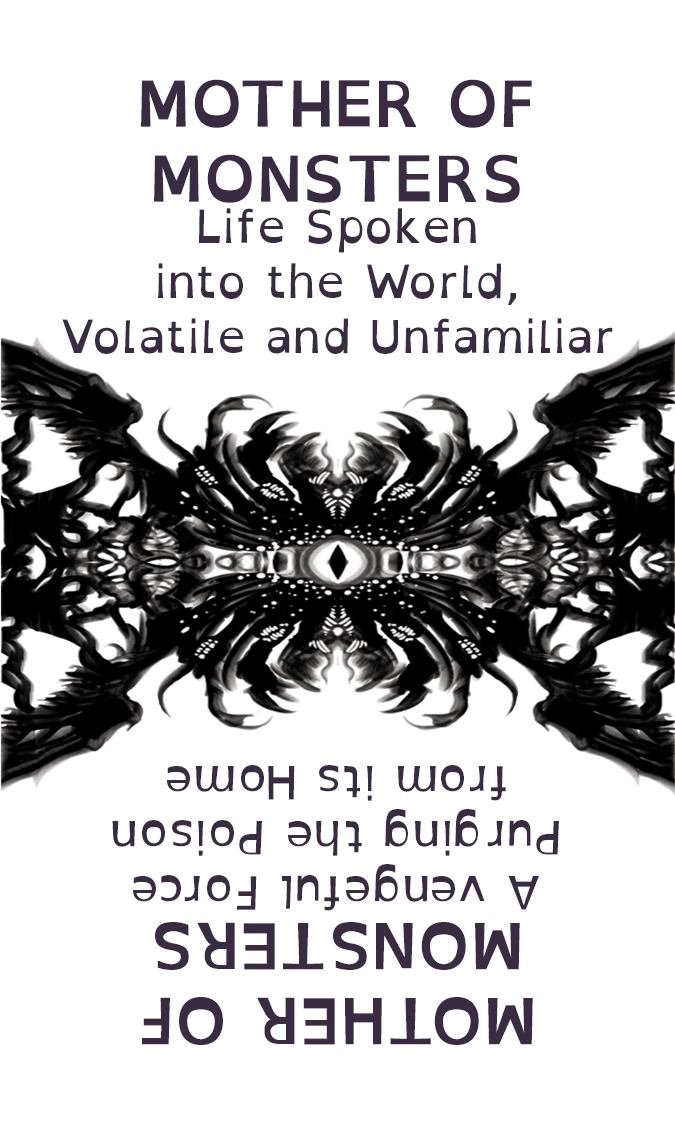 MOTHER OF
MONSTERS
Life Spoken
into the World,
Volatile and Unfamiliar
MOTHER OF
MONSTERS
A vengeful Force
Purging the Poison
from its Home